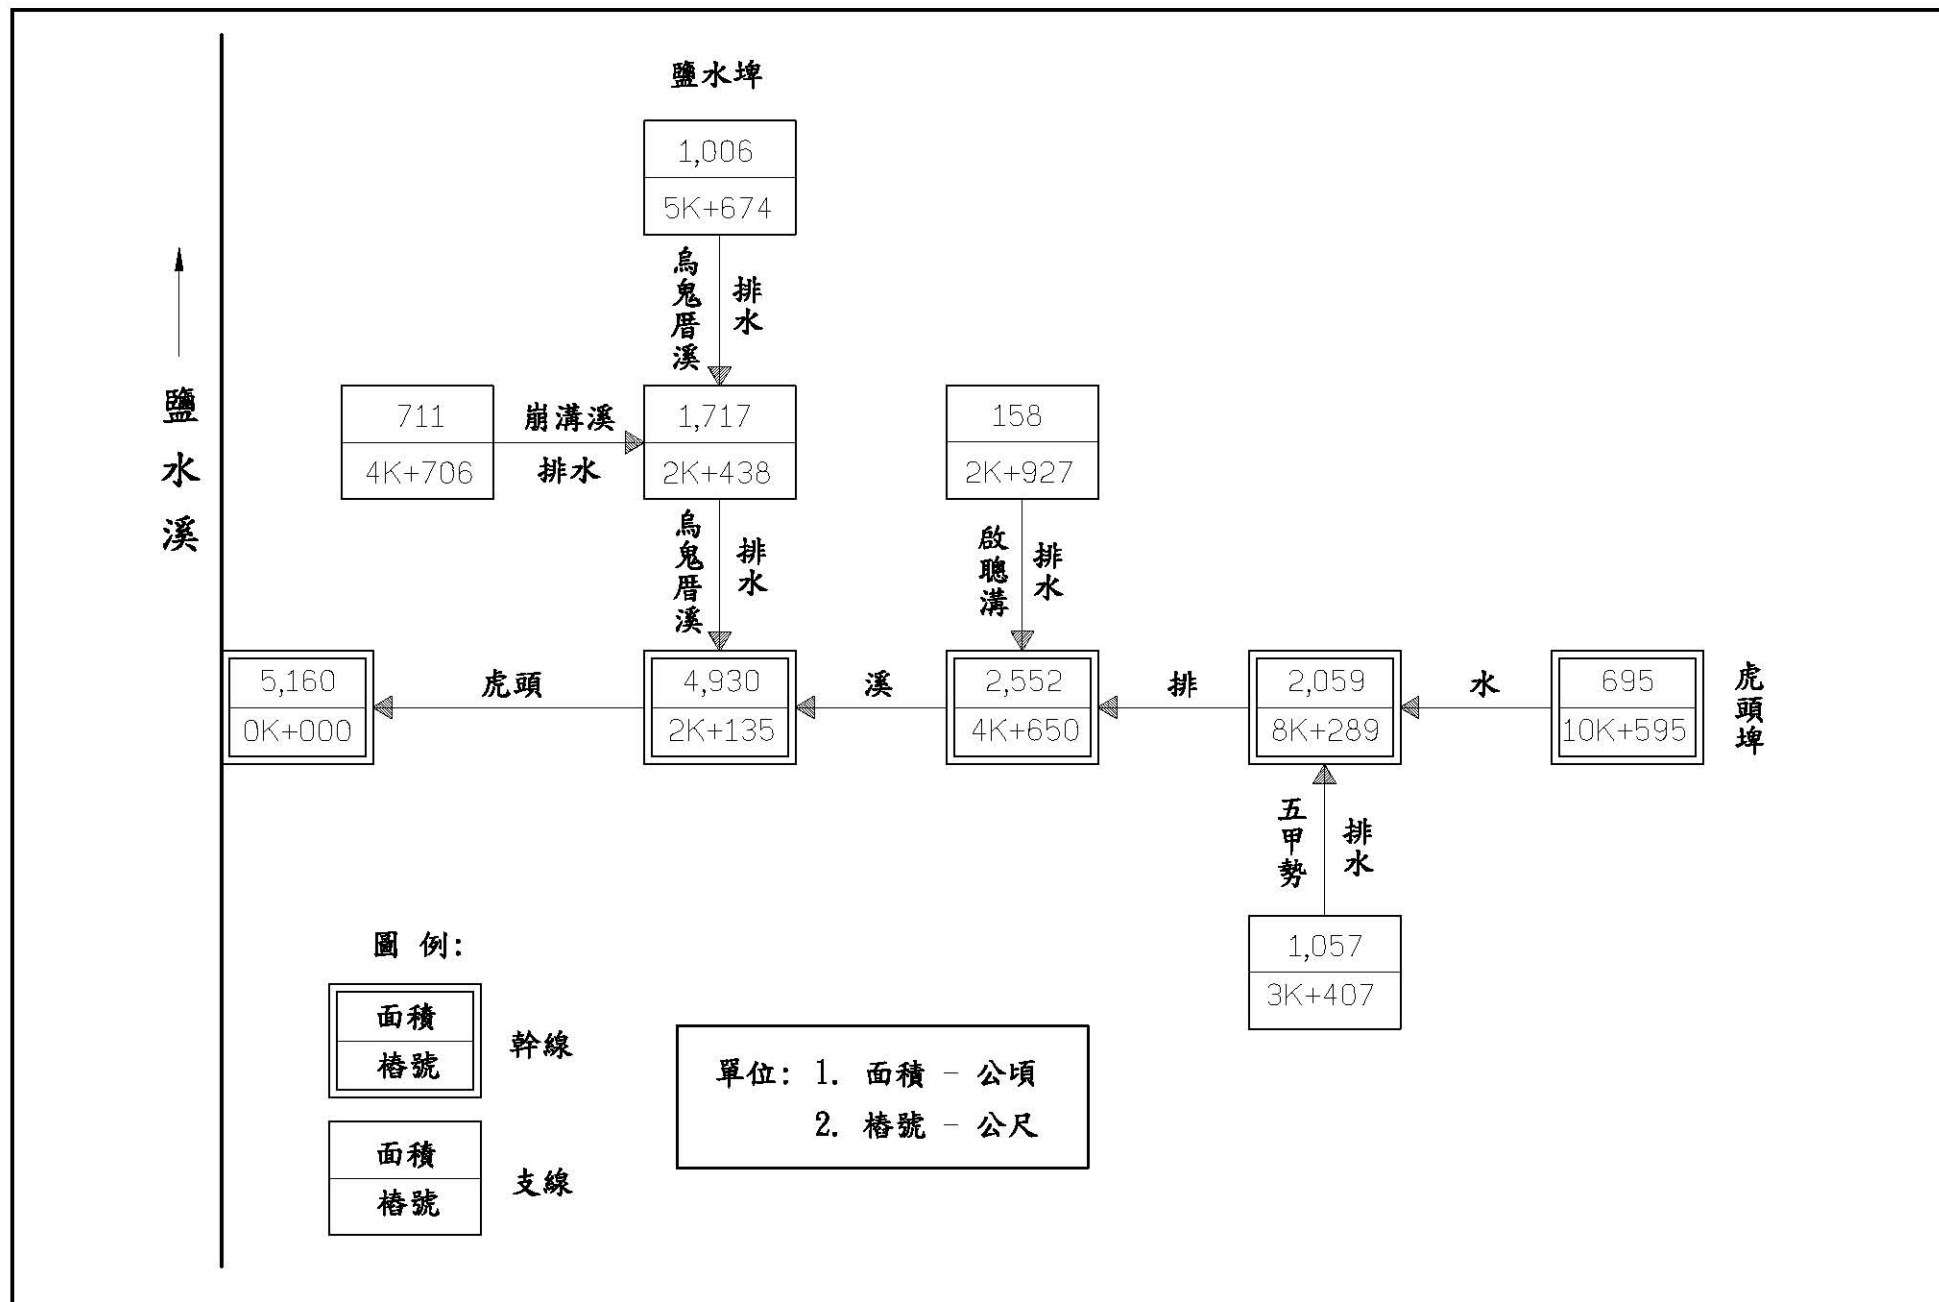 鹽水埤
1,006
5K+674
烏鬼厝溪
排水
鹽水溪
711
4K+706
崩溝溪
排水
1,717
2K+438
158
2K+927
烏鬼厝溪
排水
啟聰溝
排水
5,160
0K+000
虎頭
4,930
2K+135
溪
2,552
4K+650
排
2,059
8K+289
水
695
10K+595
虎頭埤
五甲勢
排水
1,057
3K+407
圖 例:
面積
樁號
幹線
面積
樁號
支線
單位: 1. 面積 - 公頃
2. 樁號 - 公尺